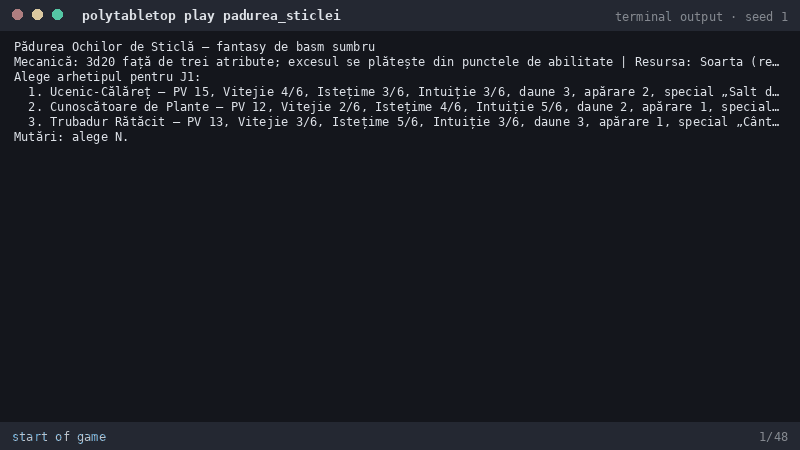 polytabletop play padurea_sticlei
terminal output · seed 1
Pădurea Ochilor de Sticlă — fantasy de basm sumbru
Mecanică: 3d20 față de trei atribute; excesul se plătește din punctele de abilitate | Resursa: Soarta (re…
Alege arhetipul pentru J1:
1. Ucenic-Călăreț — PV 15, Vitejie 4/6, Istețime 3/6, Intuiție 3/6, daune 3, apărare 2, special „Salt d…
2. Cunoscătoare de Plante — PV 12, Vitejie 2/6, Istețime 4/6, Intuiție 5/6, daune 2, apărare 1, special…
3. Trubadur Rătăcit — PV 13, Vitejie 3/6, Istețime 5/6, Intuiție 3/6, daune 3, apărare 1, special „Cânt…
Mutări: alege N.
start of game
1/48